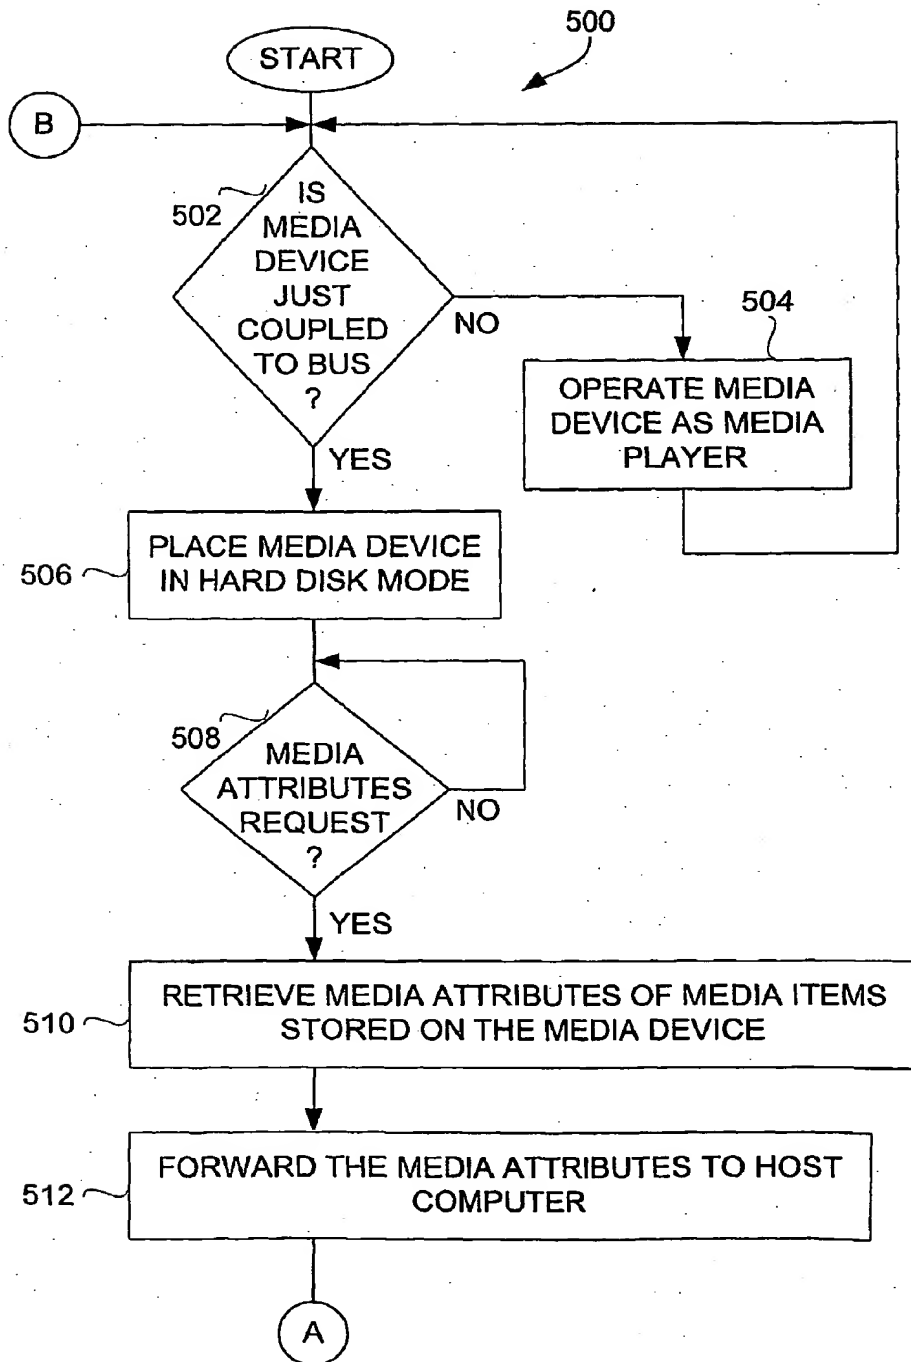 500
START
B
502
IS
MEDIA
DEVICE
JUST
COUPLED
TO BUS
?
NO
504
OPERATE MEDIA
DEVICE AS MEDIA
PLAYER
YES
506
PLACE MEDIA DEVICE
IN HARD DISK MODE
508
MEDIA
ATTRIBUTES
REQUEST
?
NO
YES
510
RETRIEVE MEDIA ATTRIBUTES OF MEDIA ITEMS
STORED ON THE MEDIA DEVICE
512
FORWARD THE MEDIA ATTRIBUTES TO HOST
COMPUTER
A